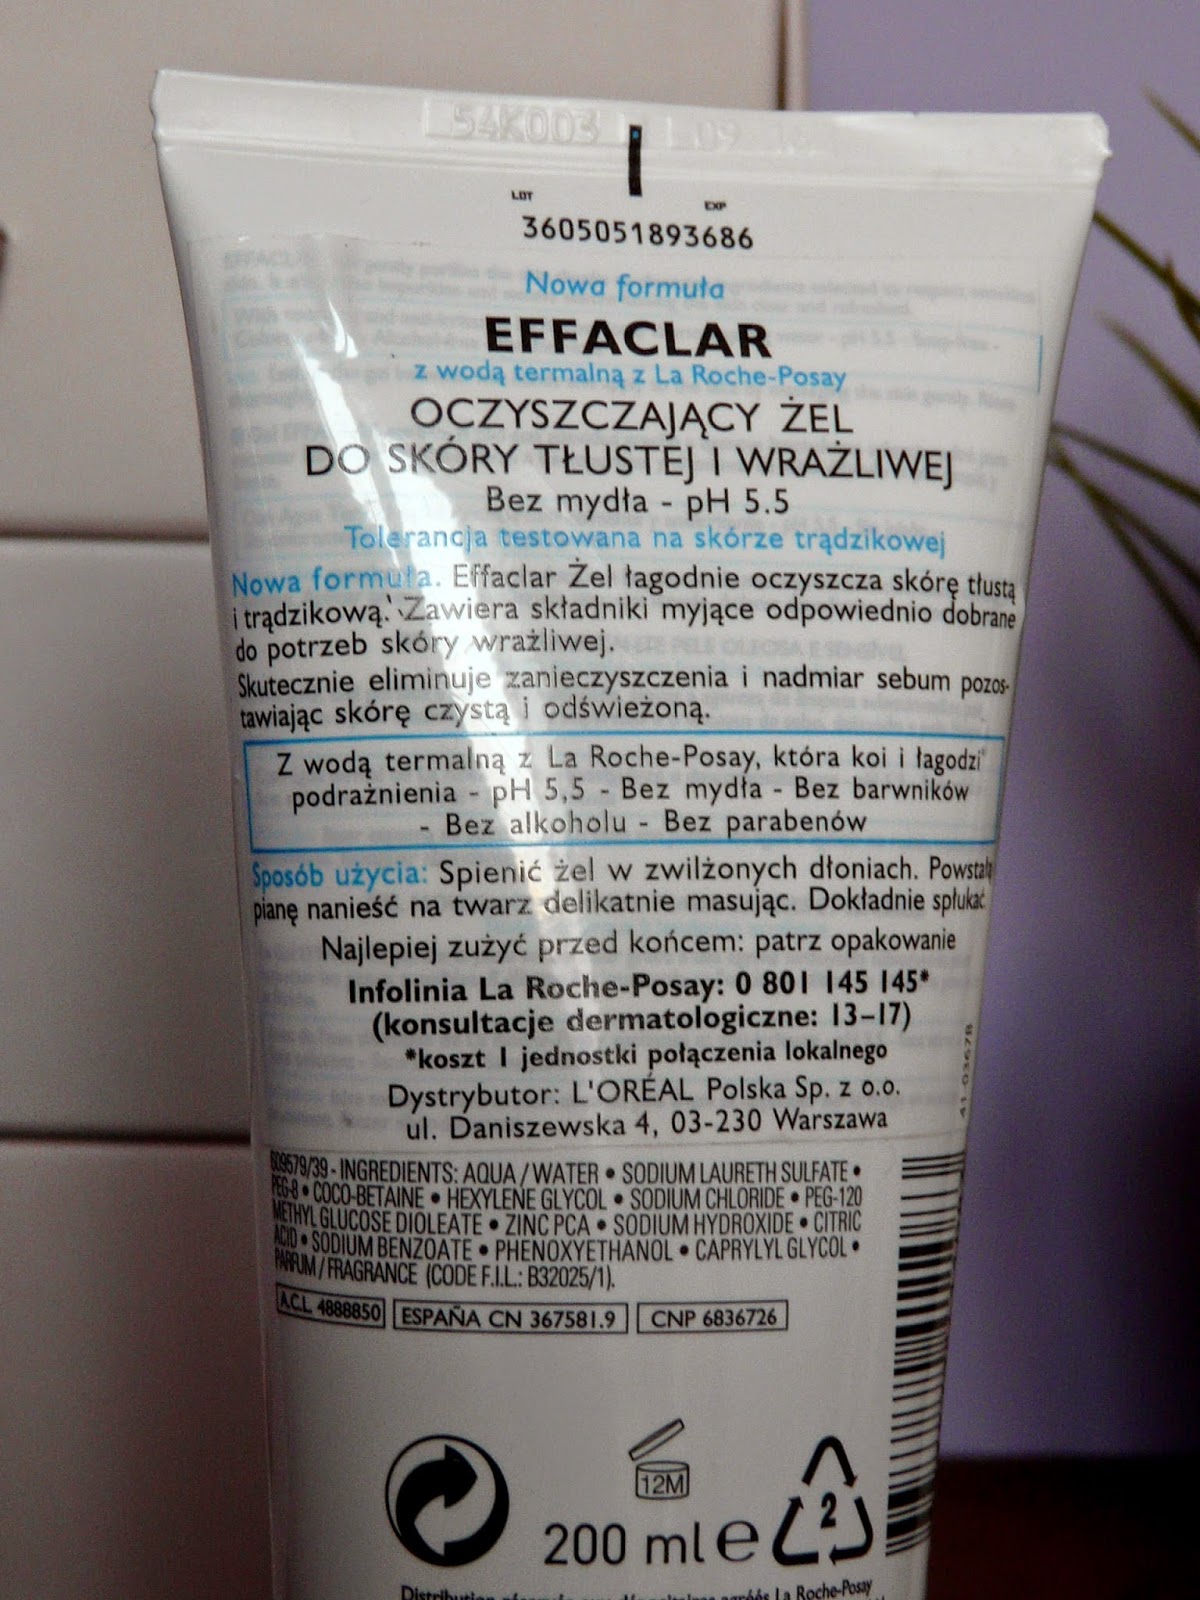 54K003
LOT EXP
3605051893686
Nowa formuła
EFFACLAR
z wodą termalną z La Roche-Posay
OCZYSZCZAJĄCY ŻEL
DO SKÓRY TŁUSTEJ I WRAŻLIWEJ
Bez mydła - pH 5.5
Tolerancja testowana na skórze trądzikowej
Nowa formuła. Effaclar Żel łagodnie oczyszcza skórę tłustą
i trądzikową. Zawiera składniki myjące odpowiednio dobrane
do potrzeb skóry wrażliwej.
Skutecznie eliminuje zanieczyszczenia i nadmiar sebum pozos-
tawiając skórę czystą i odświeżoną.
Z wodą termalną z La Roche-Posay, która koi i łagodzi
podrażnienia - pH 5,5 - Bez mydła - Bez barwników
- Bez alkoholu - Bez parabenów
Sposób użycia: Spienić żel w zwilżonych dłoniach. Powstałą
pianę nanieść na twarz delikatnie masując. Dokładnie spłukać.
Najlepiej zużyć przed końcem: patrz opakowanie
Infolinia La Roche-Posay: 0 801 145 145*
(konsultacje dermatologiczne: 13-17)
*koszt 1 jednostki połączenia lokalnego
Dystrybutor: L'ORÉAL Polska Sp. z o.o.
ul. Daniszewska 4, 03-230 Warszawa
41-03678
609579/39 - INGREDIENTS: AQUA / WATER • SODIUM LAURETH SULFATE •
PEG-8 • COCO-BETAINE • HEXYLENE GLYCOL • SODIUM CHLORIDE • PEG-120
METHYL GLUCOSE DIOLEATE • ZINC PCA • SODIUM HYDROXIDE • CITRIC
ACID • SODIUM BENZOATE • PHENOXYETHANOL • CAPRYLYL GLYCOL •
PARFUM / FRAGRANCE (CODE F.I.L.: B32025/1).
A.C.L. 4888850 ESPAÑA CN 367581.9 CNP 6836726
12M
200 ml e
2
Distribution La Roche-Posay